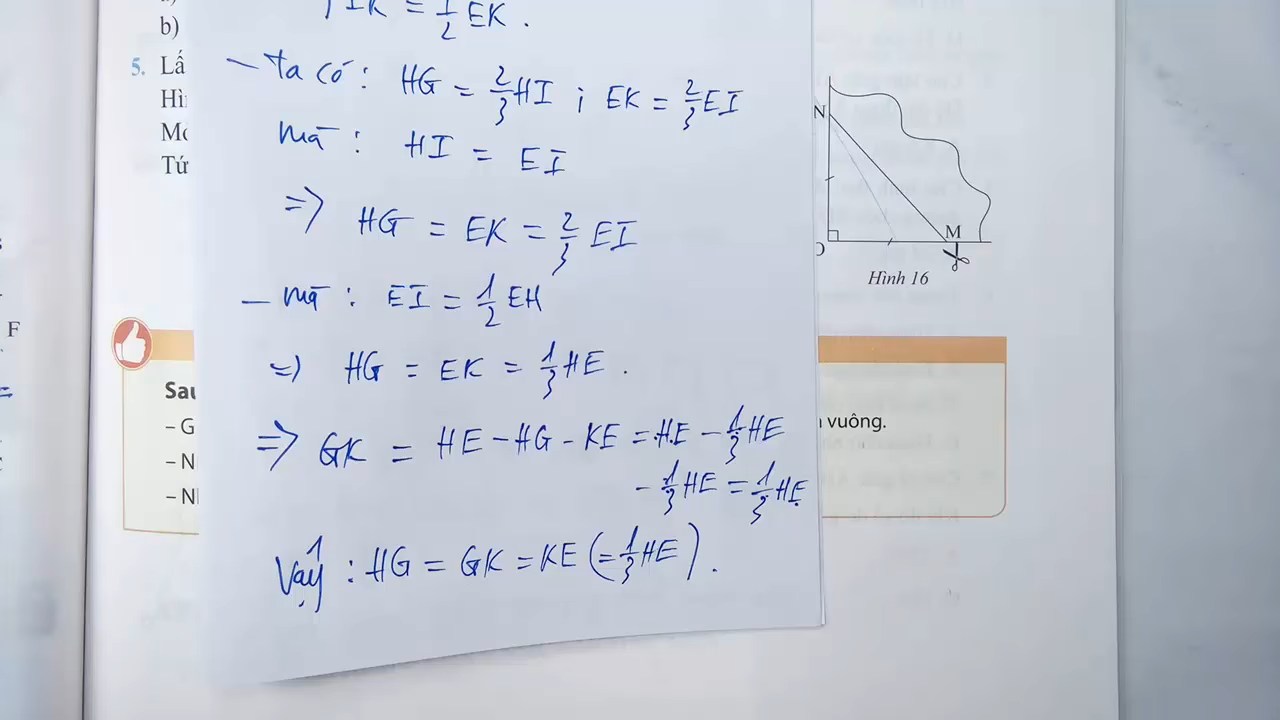 b)
IK = 1/2 EK.
5. Lấ
– Ta có : HG = 2/3 HI ; EK = 2/3 EI
Hì
Mà : HI = EI
Tứ
=> HG = EK = 2/3 EI
– Mà : EI = 1/2 EH
=> HG = EK = 1/3 HE .
=> GK = HE – HG – KE = HE – 1/3 HE
– 1/3 HE = 1/3 HE
Vậy : HG = GK = KE (= 1/3 HE) .
N
M
Hình 16
F
Sau
– G
vuông.
– N
– Nh